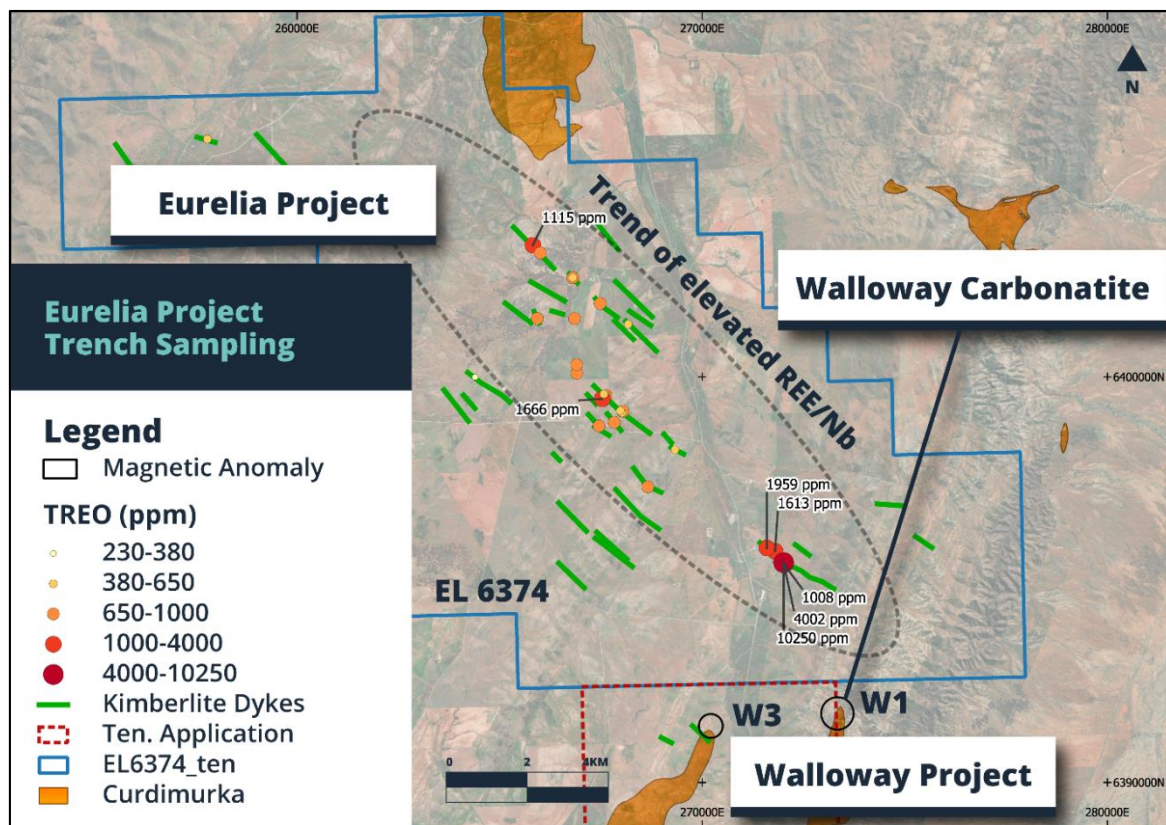 260000E
270000E
280000E
N
Eurelia Project
1115 ppm
Trend of elevated REE/Nb
Walloway Carbonatite
Eurelia Project
Trench Sampling
6400000N
1666 ppm
Legend
Magnetic Anomaly
TREO (ppm)
230-380
380-650
650-1000
1000-4000
4000-10250
Kimberlite Dykes
Ten. Application
EL6374_ten
Curdimurka
1959 ppm
1613 ppm
EL 6374
1008 ppm
4002 ppm
10250 ppm
W3
W1
0 2 4KM
Walloway Project
6390000N
270000E
280000E